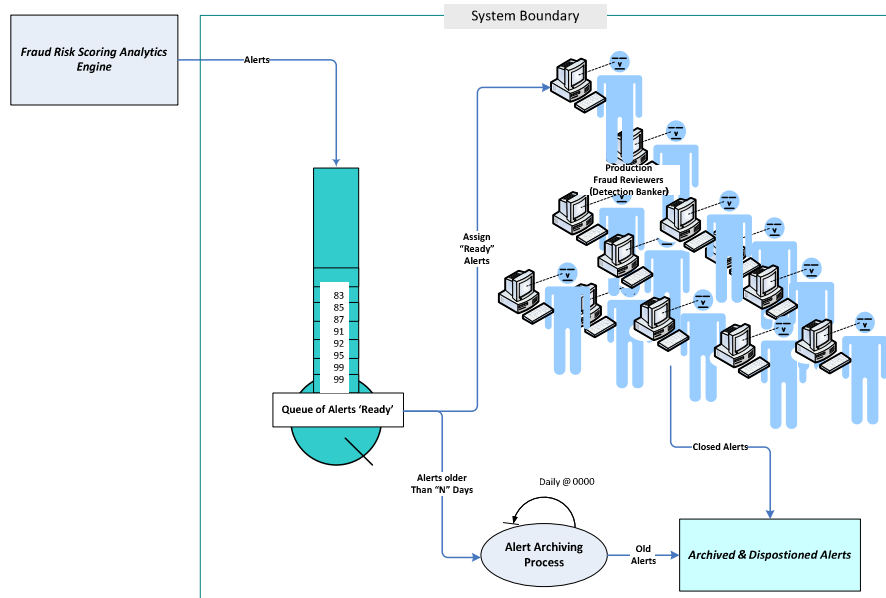 System Boundary
Fraud Risk Scoring Analytics
Engine
Alerts
Production
Fraud Reviewers
(Detection Banker)
Assign
“Ready”
Alerts
83
85
87
91
92
95
99
99
Queue of Alerts ‘Ready’
Closed Alerts
Alerts older
Than “N” Days
Daily @ 0000
Alert Archiving
Process
Old
Alerts
Archived & Dispostioned Alerts